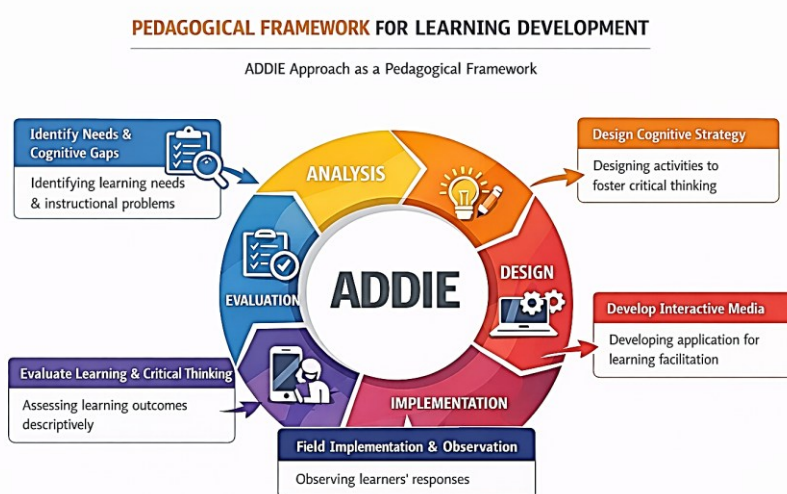 PEDAGOGICAL FRAMEWORK FOR LEARNING DEVELOPMENT
ADDIE Approach as a Pedagogical Framework
Identify Needs &
Cognitive Gaps
Identifying learning needs
& instructional problems
ANALYSIS
Design Cognitive Strategy
Designing activities to
foster critical thinking
EVALUATION
ADDIE
DESIGN
Develop Interactive Media
Developing application for
learning facilitation
Evaluate Learning & Critical Thinking
Assessing learning outcomes
descriptively
IMPLEMENTATION
Field Implementation & Observation
Observing learners' responses